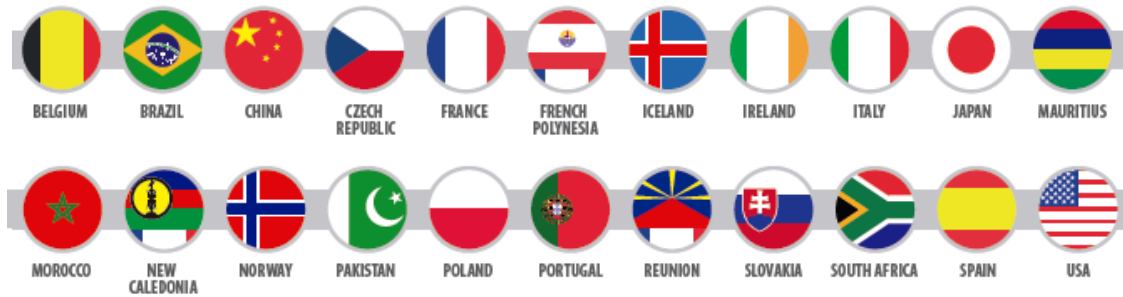 BELGIUM
BRAZIL
CHINA
CZECH
REPUBLIC
FRANCE
FRENCH
POLYNESIA
ICELAND
IRELAND
ITALY
JAPAN
MAURITIUS
MOROCCO
NEW
CALEDONIA
NORWAY
PAKISTAN
POLAND
PORTUGAL
REUNION
SLOVAKIA
SOUTH AFRICA
SPAIN
USA